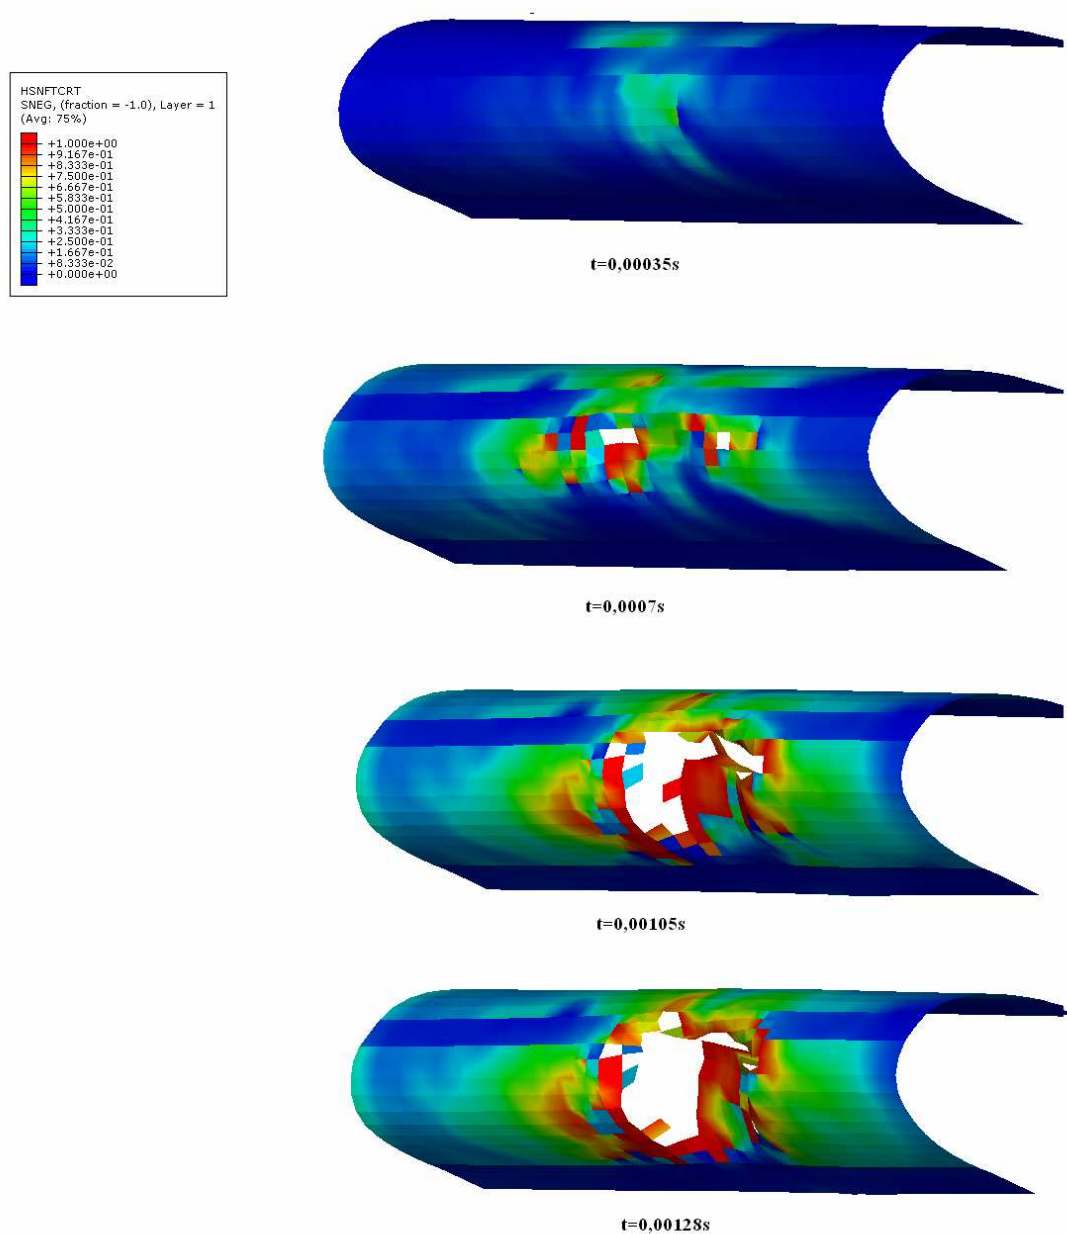 HSNFTCRT
SNEG, (fraction = -1.0), Layer = 1
(Avg: 75%)
+1.000e+00
+9.167e-01
+8.333e-01
+7.500e-01
+6.667e-01
+5.833e-01
+5.000e-01
+4.167e-01
+3.333e-01
+2.500e-01
+1.667e-01
+8.333e-02
+0.000e+00
t=0,00035s
t=0,0007s
t=0,00105s
t=0,00128s